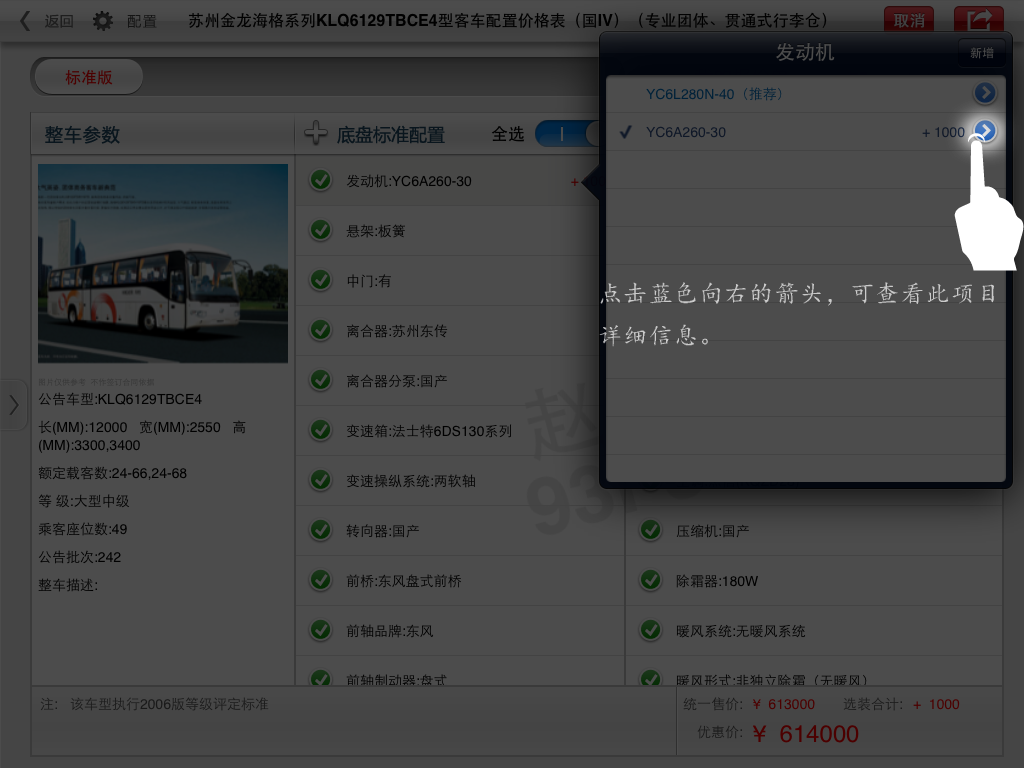 返回
配置
苏州金龙海格系列KLQ6129TBCE4型客车配置价格表（国IV）（专业团体、贯通式行李仓）
取消
标准版
发动机
新增
YC6L280N-40（推荐）
YC6A260-30
+ 1000
点击蓝色向右的箭头，可查看此项目
详细信息。
整车参数
图片仅供参考 不作签订合同依据
公告车型:KLQ6129TBCE4
长(MM):12000 宽(MM):2550 高
(MM):3300,3400
额定载客数:24-66,24-68
等 级:大型中级
乘客座位数:49
公告批次:242
整车描述:
底盘标准配置
全选
发动机:YC6A260-30
+
悬架:板簧
中门:有
离合器:苏州东传
离合器分泵:国产
变速箱:法士特6DS130系列
变速操纵系统:两软轴
转向器:国产
前桥:东风盘式前桥
前轴品牌:东风
前轴制动器:盘式
压缩机:国产
除霜器:180W
暖风系统:无暖风系统
暖风形式:非独立除霜（无暖风）
注: 该车型执行2006版等级评定标准
统一售价: ￥ 613000
选装合计: + 1000
优惠价: ￥ 614000